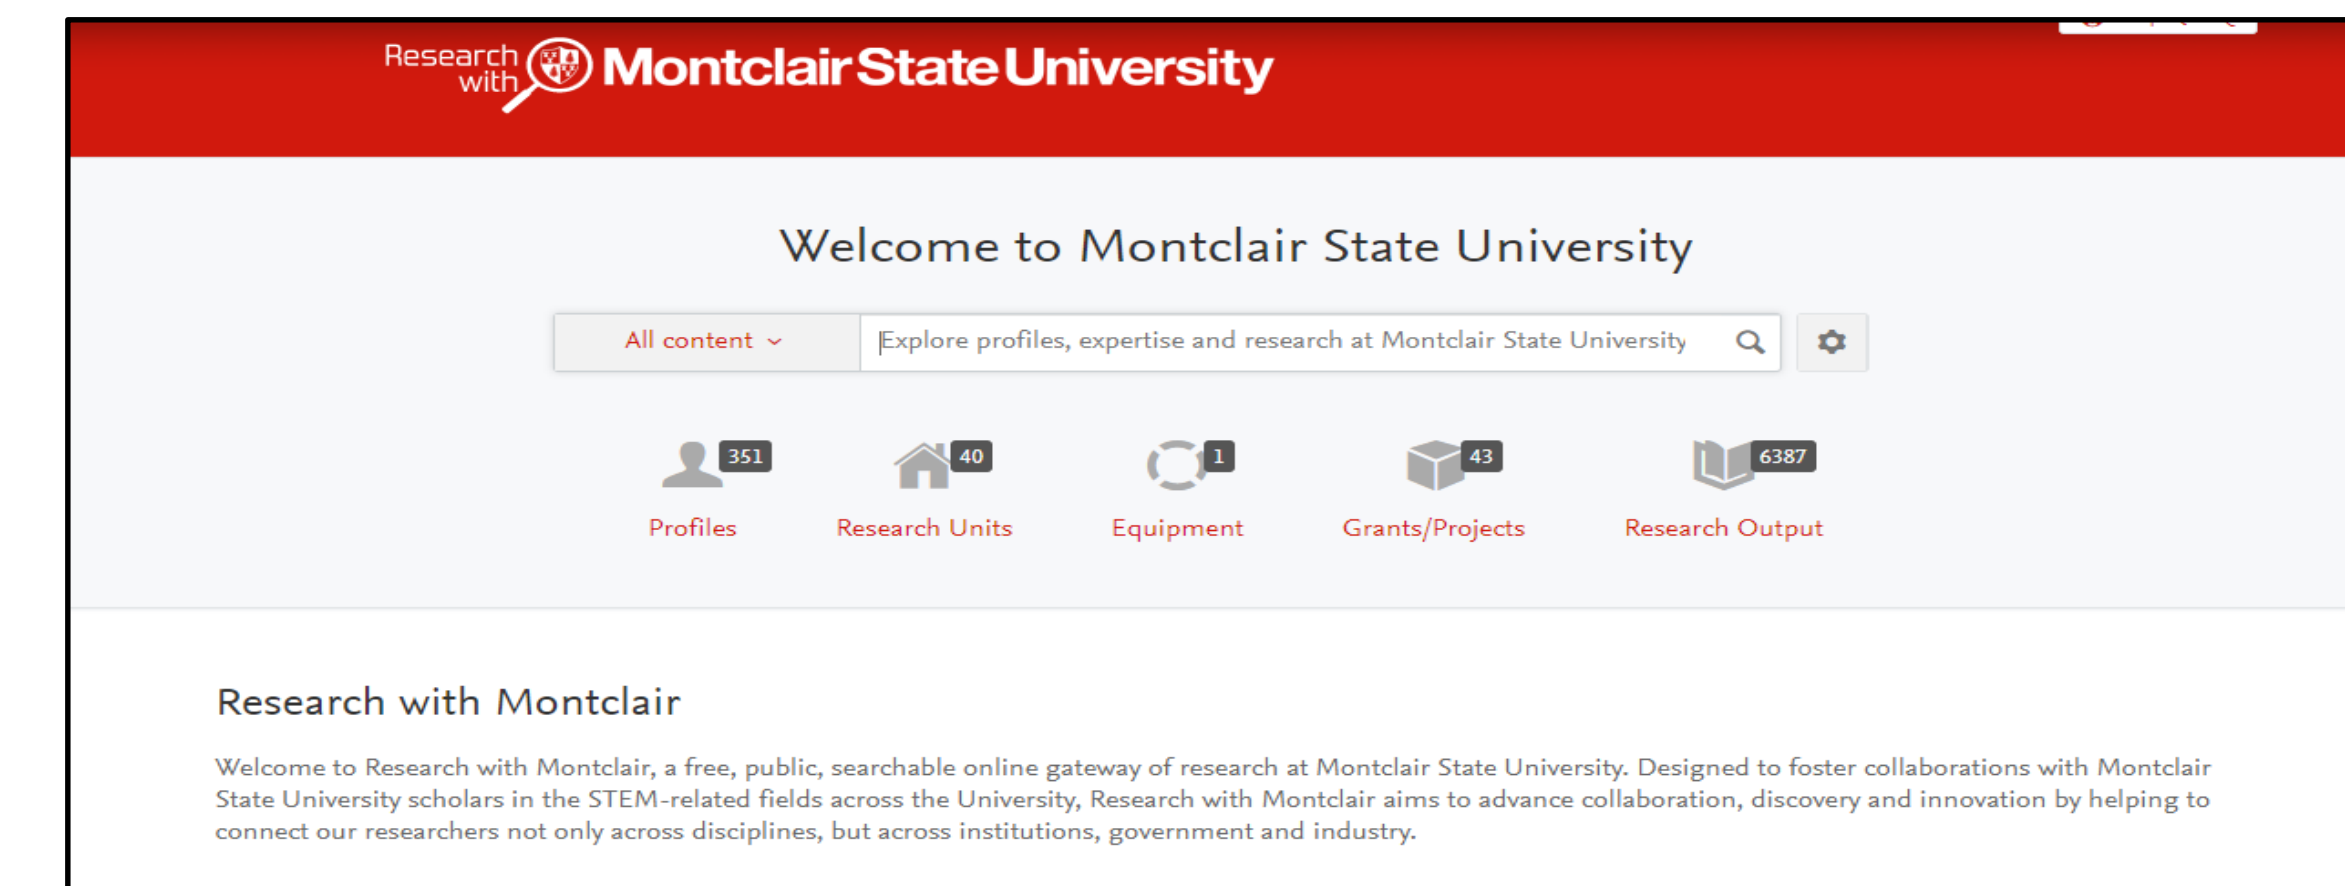 Research
with
Montclair State University
Welcome to Montclair State University
All content
Explore profiles, expertise and research at Montclair State University
351
40
1
43
6387
Profiles
Research Units
Equipment
Grants/Projects
Research Output
Research with Montclair
Welcome to Research with Montclair, a free, public, searchable online gateway of research at Montclair State University. Designed to foster collaborations with Montclair
State University scholars in the STEM-related fields across the University, Research with Montclair aims to advance collaboration, discovery and innovation by helping to
connect our researchers not only across disciplines, but across institutions, government and industry.